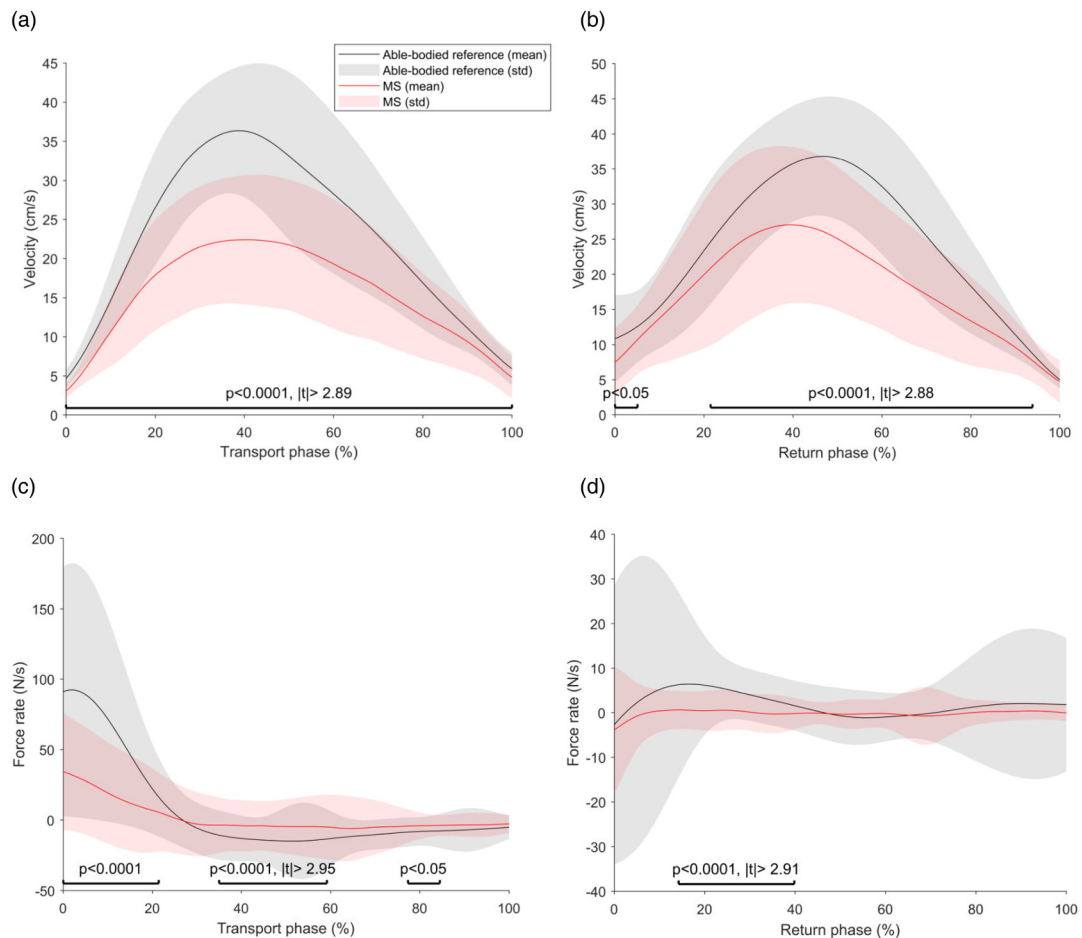 (a)
Able-bodied reference (mean)
Able-bodied reference (std)
MS (mean)
MS (std)
45
40
35
30
25
20
15
10
5
0
Velocity (cm/s)
p<0.0001, |t|> 2.89
0 20 40 60 80 100
Transport phase (%)
(b)
50
45
40
35
30
25
20
15
10
5
0
Velocity (cm/s)
p<0.05
p<0.0001, |t|> 2.88
0 20 40 60 80 100
Return phase (%)
(c)
200
150
100
50
0
-50
Force rate (N/s)
p<0.0001
p<0.0001, |t|> 2.95
p<0.05
0 20 40 60 80 100
Transport phase (%)
(d)
40
30
20
10
0
-10
-20
-30
-40
Force rate (N/s)
p<0.0001, |t|> 2.91
0 20 40 60 80 100
Return phase (%)